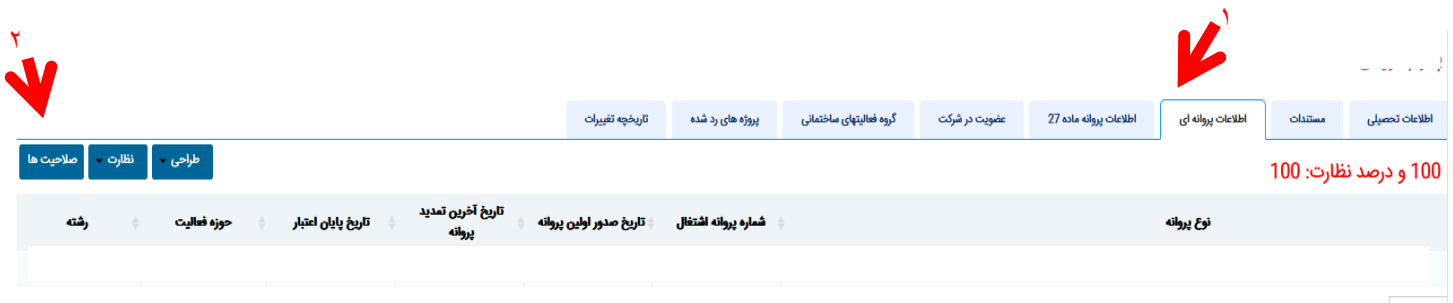 ۱
۲
اطلاعات تحصیلی
مستندات
اطلاعات پروانه ای
اطلاعات پروانه ماده 27
عضویت در شرکت
گروه فعالیتهای ساختمانی
پروژه های رد شده
تاریخچه تغییرات
100 و درصد نظارت: 100
طراحی
نظارت
صلاحیت ها
نوع پروانه
شماره پروانه اشتغال
تاریخ صدور اولین پروانه
تاریخ آخرین تمدید
پروانه
تاریخ پایان اعتبار
حوزه فعالیت
رشته